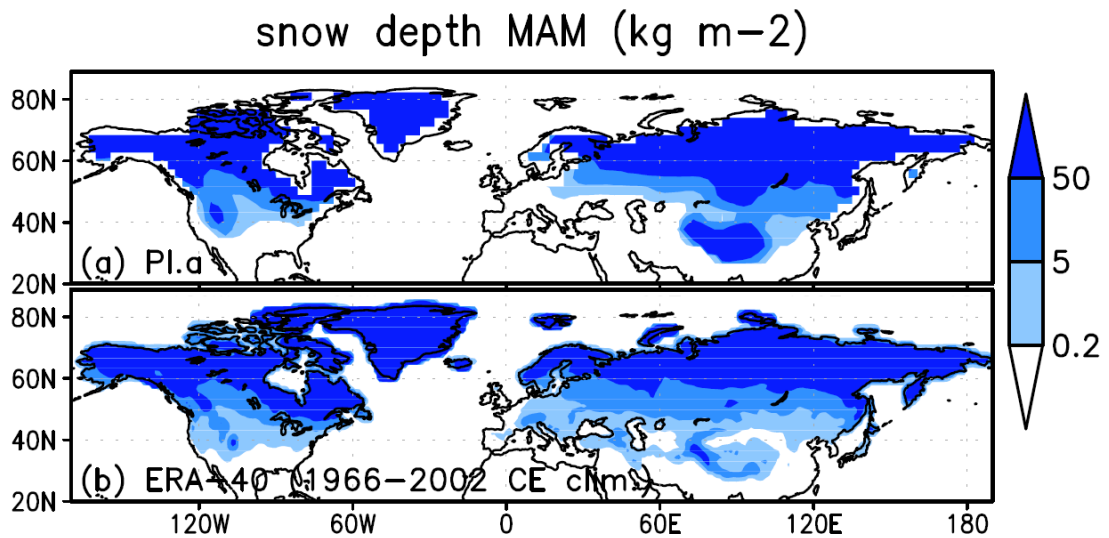 snow depth MAM (kg m−2)
80N
60N
40N
20N
(a) PI.a
80N
60N
40N
20N
(b) ERA−40 (1966−2002 CE clim.)
120W 60W 0 60E 120E 180
50
5
0.2